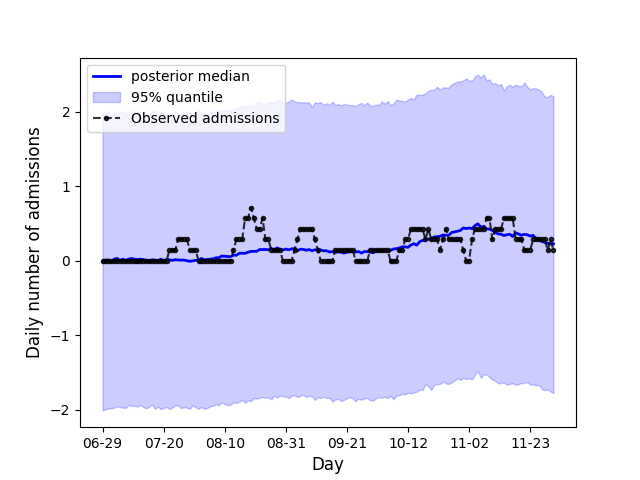 posterior median
95% quantile
Observed admissions
Daily number of admissions
2
1
0
−1
−2
06-29 07-20 08-10 08-31 09-21 10-12 11-02 11-23
Day